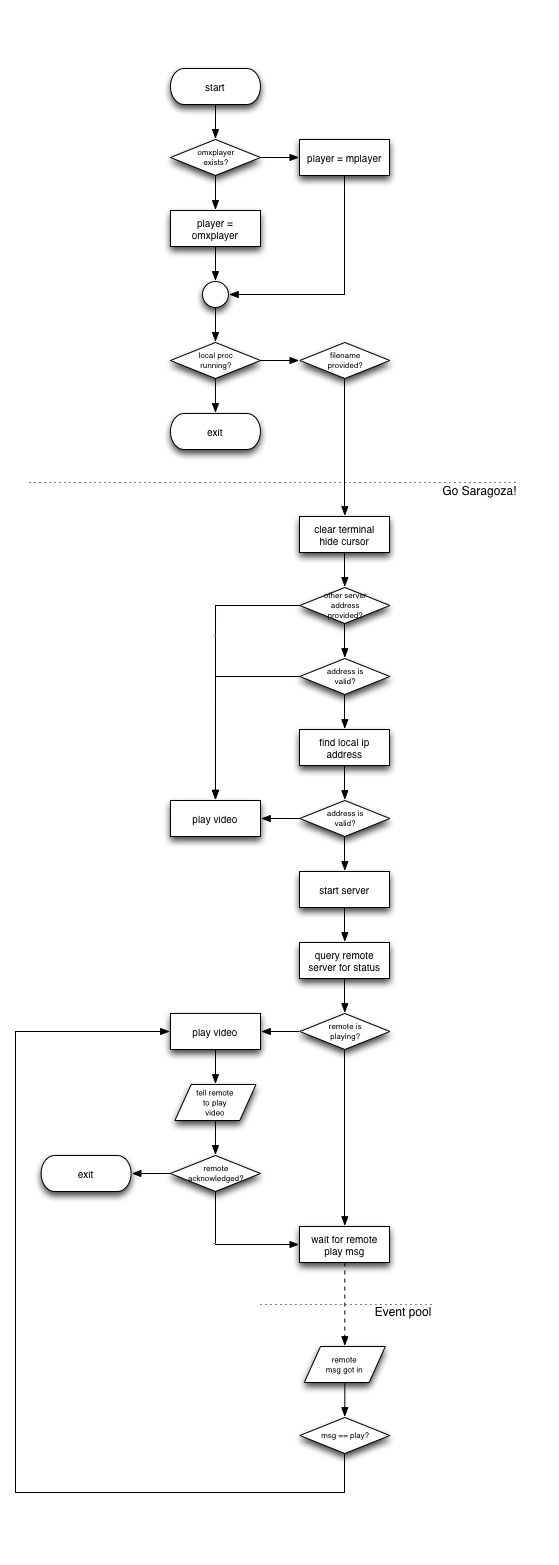 start
omxplayer
exists?
player = mplayer
player =
omxplayer
local proc
running?
filename
provided?
exit
Go Saragoza!
clear terminal
hide cursor
other server
address
provided?
address is
valid?
find local ip
address
play video
address is
valid?
start server
query remote
server for status
play video
remote is
playing?
tell remote
to play
video
exit
remote
acknowledged?
wait for remote
play msg
Event pool
remote
msg got in
msg == play?